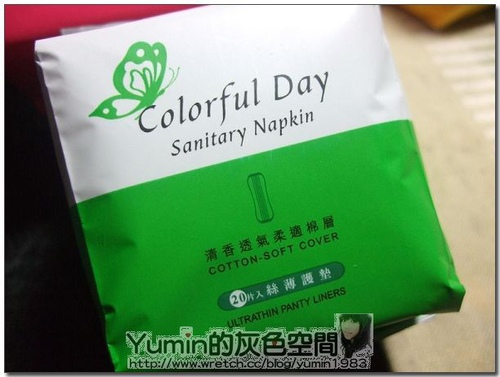 Colorful Day
Sanitary Napkin
清香透氣柔適棉層
COTTON-SOFT COVER
20片入 絲薄護墊
ULTRATHIN PANTY LINERS
Yumin的灰色空間
http://www.wretch.cc/blog/yumin1983